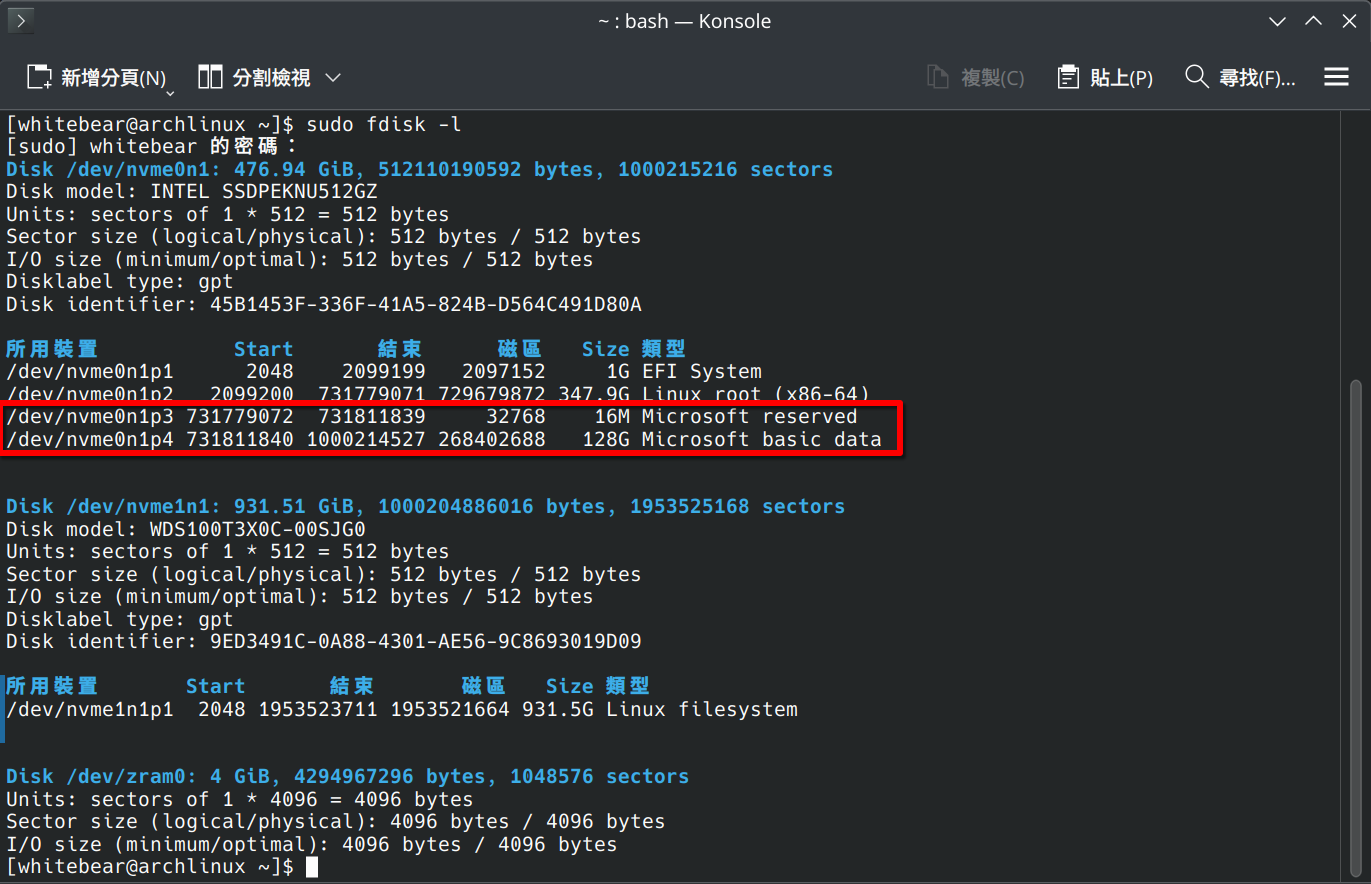 ~ : bash — Konsole
新增分頁(N) 分割檢視 複製(C) 貼上(P) 尋找(F)...
[whitebear@archlinux ~]$ sudo fdisk -l
[sudo] whitebear 的密碼：
Disk /dev/nvme0n1: 476.94 GiB, 512110190592 bytes, 1000215216 sectors
Disk model: INTEL SSDPEKNU512GZ
Units: sectors of 1 * 512 = 512 bytes
Sector size (logical/physical): 512 bytes / 512 bytes
I/O size (minimum/optimal): 512 bytes / 512 bytes
Disklabel type: gpt
Disk identifier: 45B1453F-336F-41A5-824B-D564C491D80A
所用裝置 Start 結束 磁區 Size 類型
/dev/nvme0n1p1 2048 2099199 2097152 1G EFI System
/dev/nvme0n1p2 2099200 731779071 729679872 347.9G Linux root (x86-64)
/dev/nvme0n1p3 731779072 731811839 32768 16M Microsoft reserved
/dev/nvme0n1p4 731811840 1000214527 268402688 128G Microsoft basic data
Disk /dev/nvme1n1: 931.51 GiB, 1000204886016 bytes, 1953525168 sectors
Disk model: WDS100T3X0C-00SJG0
Units: sectors of 1 * 512 = 512 bytes
Sector size (logical/physical): 512 bytes / 512 bytes
I/O size (minimum/optimal): 512 bytes / 512 bytes
Disklabel type: gpt
Disk identifier: 9ED3491C-0A88-4301-AE56-9C8693019D09
所用裝置 Start 結束 磁區 Size 類型
/dev/nvme1n1p1 2048 1953523711 1953521664 931.5G Linux filesystem
Disk /dev/zram0: 4 GiB, 4294967296 bytes, 1048576 sectors
Units: sectors of 1 * 4096 = 4096 bytes
Sector size (logical/physical): 4096 bytes / 4096 bytes
I/O size (minimum/optimal): 4096 bytes / 4096 bytes
[whitebear@archlinux ~]$